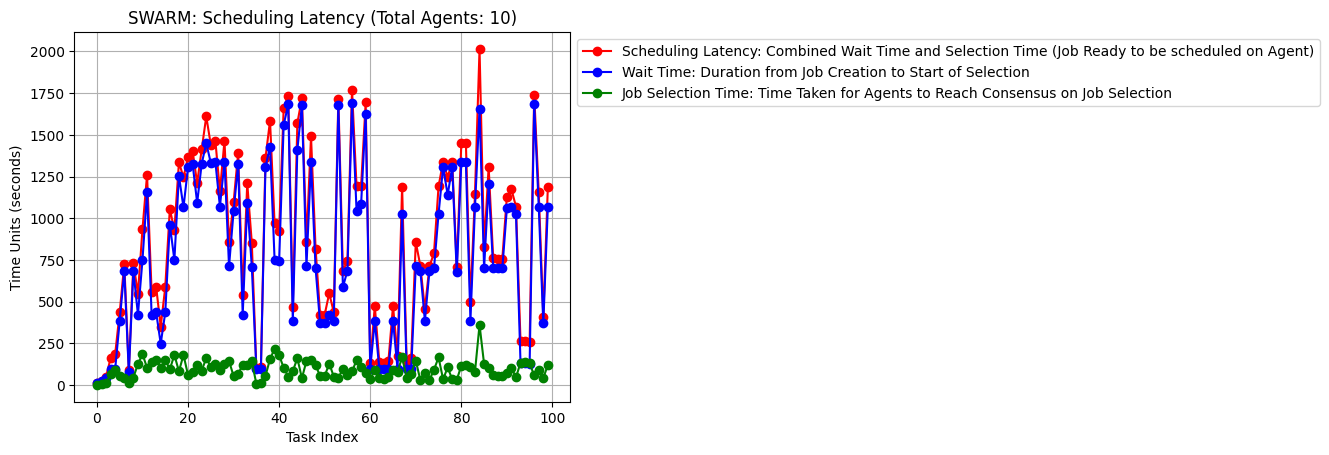 SWARM: Scheduling Latency (Total Agents: 10)
Scheduling Latency: Combined Wait Time and Selection Time (Job Ready to be scheduled on Agent)
Wait Time: Duration from Job Creation to Start of Selection
Job Selection Time: Time Taken for Agents to Reach Consensus on Job Selection
Time Units (seconds)
2000
1750
1500
1250
1000
750
500
250
0
0 20 40 60 80 100
Task Index